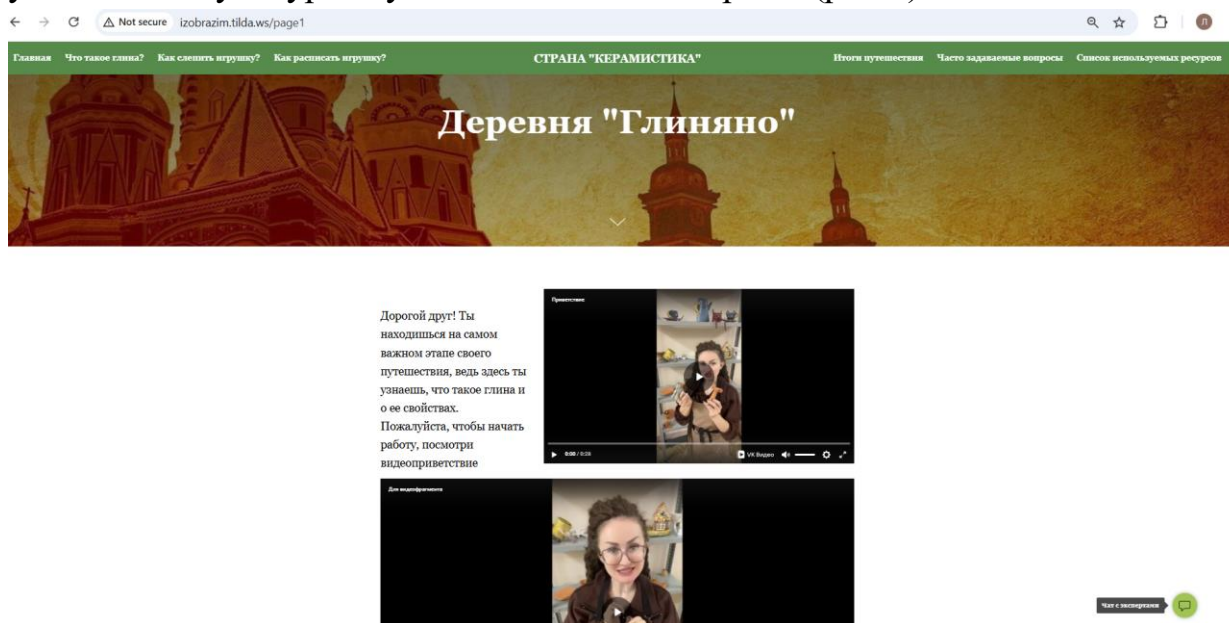 Not secure izobrazim.tilda.ws/page1
Главная Что такое глина? Как слепить игрушку? Как расписать игрушку? СТРАНА "КЕРАМИСТИКА" Итоги путешествия Часто задаваемые вопросы Список используемых ресурсов
Деревня "Глиняно"
Приветствие
Дорогой друг! Ты
находишься на самом
важном этапе своего
путешествия, ведь здесь ты
узнаешь, что такое глина и
о ее свойствах.
Пожалуйста, чтобы начать
работу, посмотри
видеоприветствие
VK Видео
Для видеофрагмента
Чат с экспертами